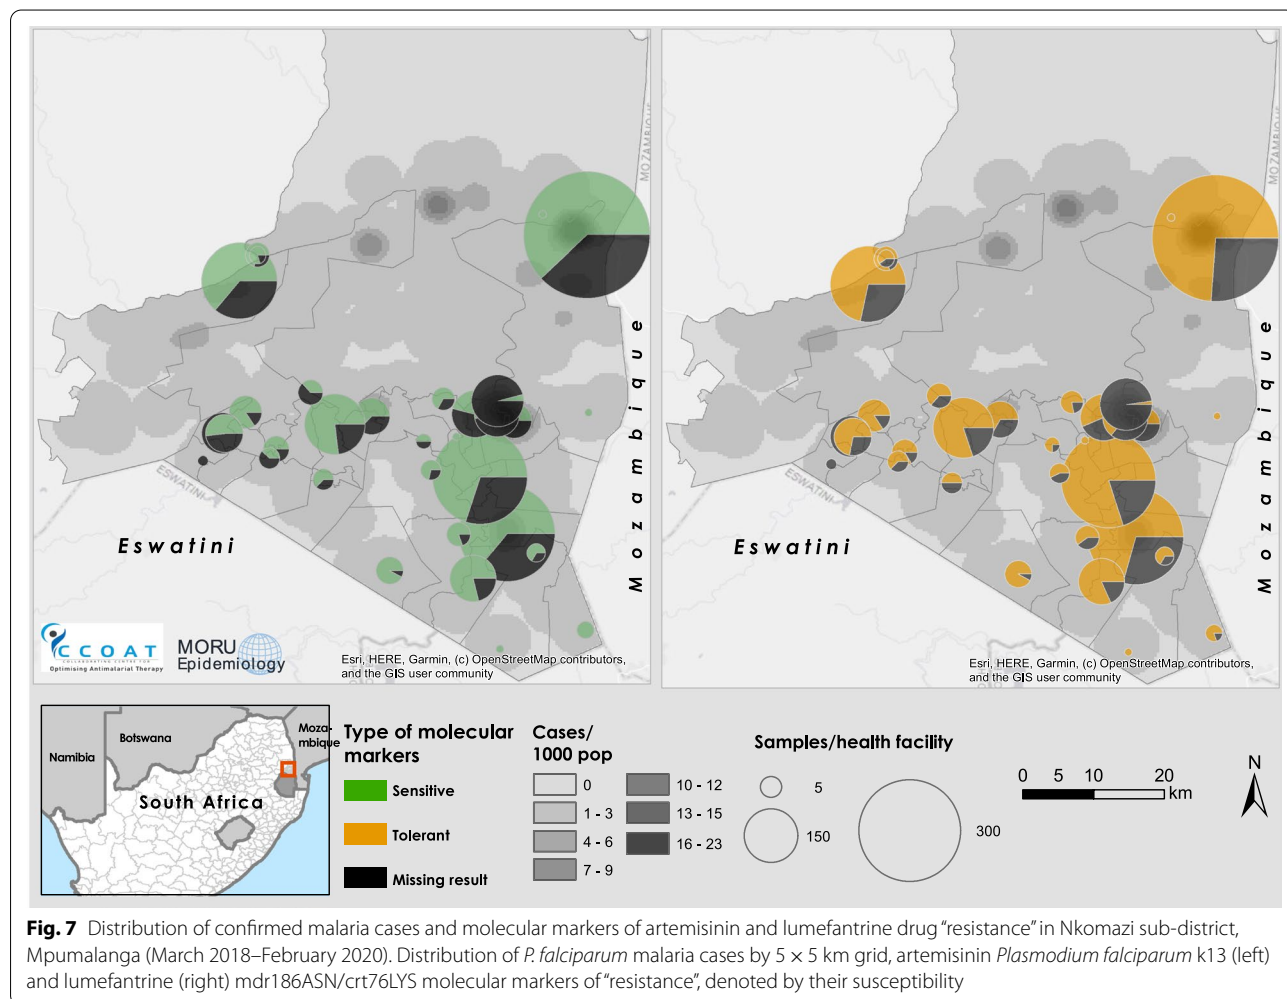 MOZAMBIQUE
MOZAMBIQUE
Mozambique
Mozambique
ESWATINI
ESWATINI
Eswatini
Eswatini
CCOAT
COLLABORATING CENTRE FOR
Optimising Antimalarial Therapy
MORU
Epidemiology
Esri, HERE, Garmin, (c) OpenStreetMap contributors,
and the GIS user community
Esri, HERE, Garmin, (c) OpenStreetMap contributors,
and the GIS user community
Namibia
Botswana
Moza-
mbique
South Africa
Type of molecular
markers
Sensitive
Tolerant
Missing result
Cases/
1000 pop
0
1 - 3
4 - 6
7 - 9
10 - 12
13 - 15
16 - 23
Samples/health facility
5
150
300
0 5 10 20
km
N
Fig. 7 Distribution of confirmed malaria cases and molecular markers of artemisinin and lumefantrine drug “resistance” in Nkomazi sub-district,
Mpumalanga (March 2018–February 2020). Distribution of P. falciparum malaria cases by 5 × 5 km grid, artemisinin Plasmodium falciparum k13 (left)
and lumefantrine (right) mdr186ASN/crt76LYS molecular markers of “resistance”, denoted by their susceptibility